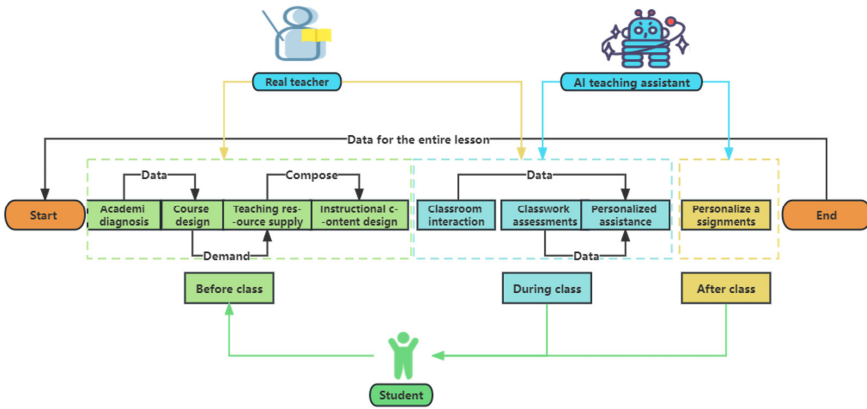 Real teacher
AI teaching assistant
Data for the entire lesson
Data
Compose
Data
Start
Academi
diagnosis
Course
design
Teaching res-
-ource supply
Instructional c-
-ontent design
Classroom
interaction
Classwork
assessments
Personalized
assistance
Personalize a
ssignments
End
Demand
Data
Before class
During class
After class
Student